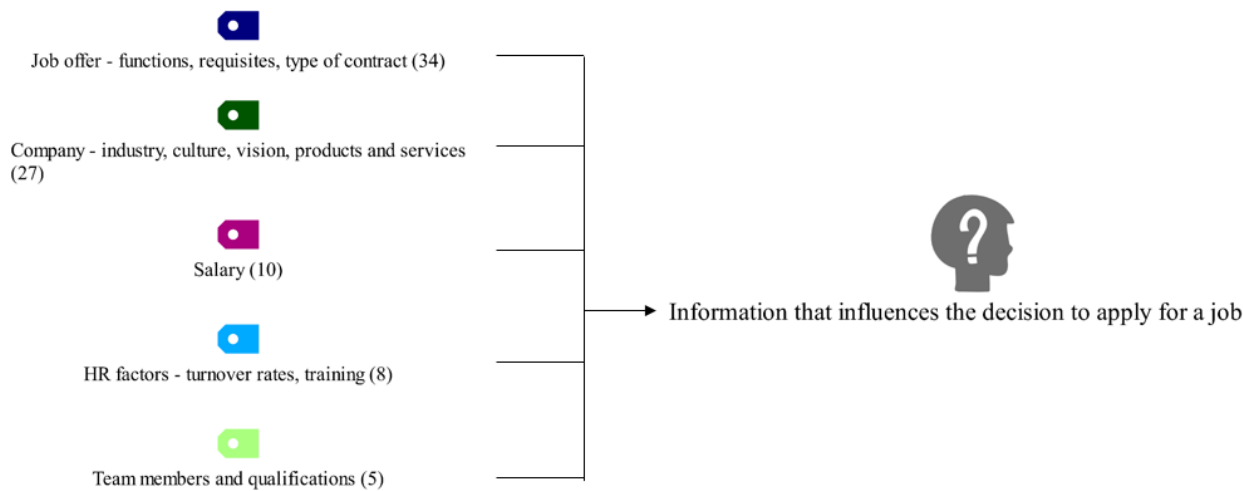 Job offer - functions, requisites, type of contract (34)
Company - industry, culture, vision, products and services
(27)
Salary (10)
HR factors - turnover rates, training (8)
Team members and qualifications (5)
?
Information that influences the decision to apply for a job